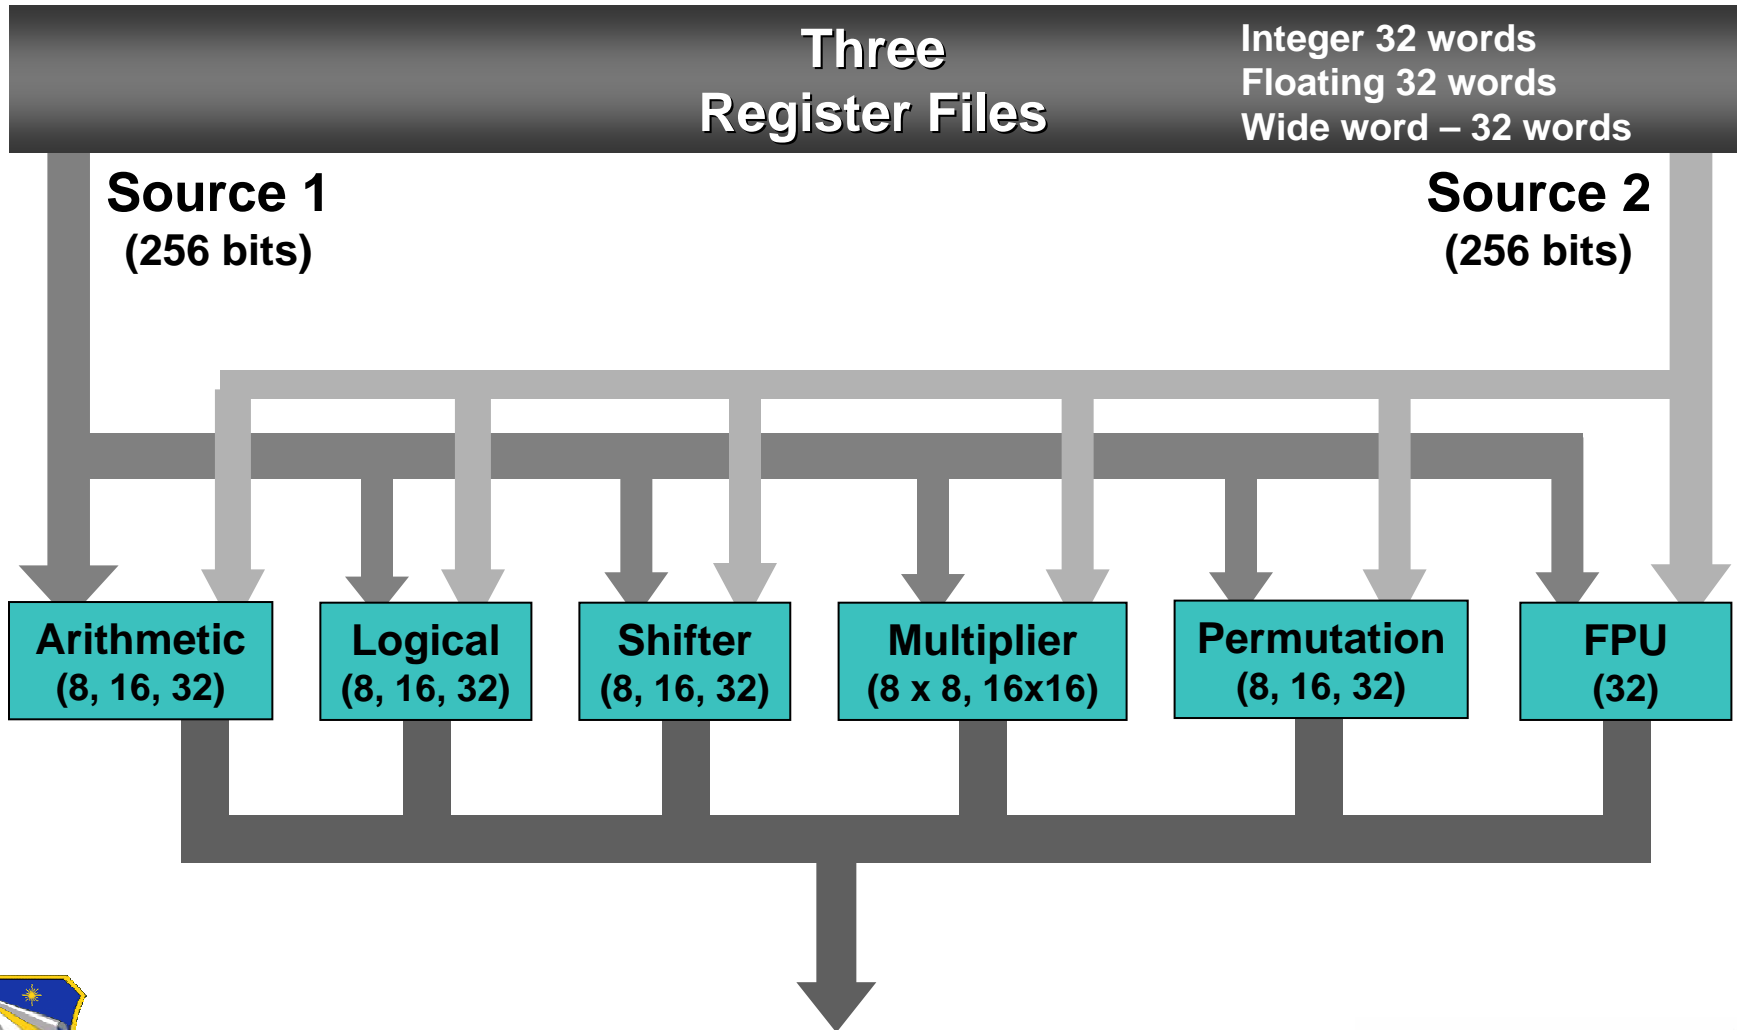 Three
Register Files
Integer 32 words
Floating 32 words
Wide word – 32 words
Source 1
(256 bits)
Source 2
(256 bits)
Arithmetic
(8, 16, 32)
Logical
(8, 16, 32)
Shifter
(8, 16, 32)
Multiplier
(8 x 8, 16x16)
Permutation
(8, 16, 32)
FPU
(32)